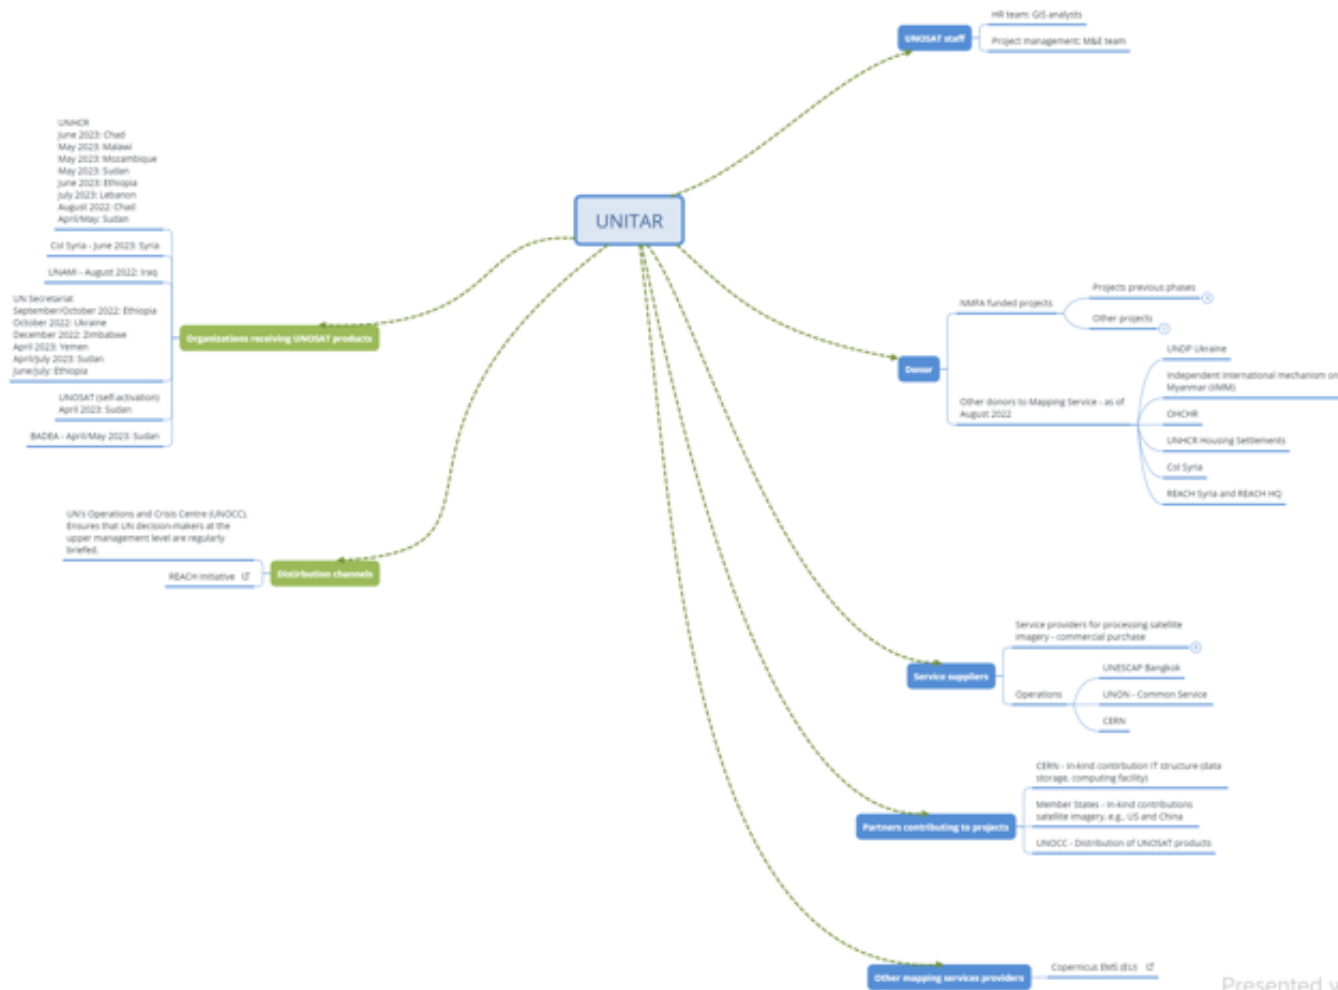 UNITAR
UNOSAT staff
HR team: GIS analysts
Project management: M&E team
Donor
NMFA funded projects
Projects previous phases
Other projects
Other donors to Mapping Service - as of
August 2022
UNDP Ukraine
Independent international mechanism on
Myanmar (IIMM)
OHCHR
UNHCR Housing Settlements
CoI Syria
REACH Syria and REACH HQ
Service suppliers
Service providers for processing satellite
imagery - commercial purchase
Operations
UNESCAP Bangkok
UNON - Common Service
CERN
Partners contributing to projects
CERN - In-kind contirbution IT structure (data
storage, computing facility)
Member States - In-kind contributions
satellite imagery, e.g., US and China
UNOCC - Distribution of UNOSAT products
Other mapping services providers
Copernicus EMS (EU)
Organizations receiving UNOSAT products
UNHCR
June 2023: Chad
May 2023: Malawi
May 2023: Mozambique
May 2023: Sudan
June 2023: Ethiopia
July 2023: Lebanon
August 2022: Chad
April/May: Sudan
CoI Syria - June 2023: Syria
UNAMI - August 2022: Iraq
UN Secretariat
September/October 2022: Ethiopia
October 2022: Ukraine
December 2022: Zimbabwe
April 2023: Yemen
April/July 2023: Sudan
June/July: Ethiopia
UNOSAT (self-activation)
April 2023: Sudan
BADEA - April/May 2023: Sudan
Distirbution channels
UN's Operations and Crisis Centre (UNOCC).
Ensures that UN decision-makers at the
upper management level are regularly
briefed.
REACH Initiative
Presented